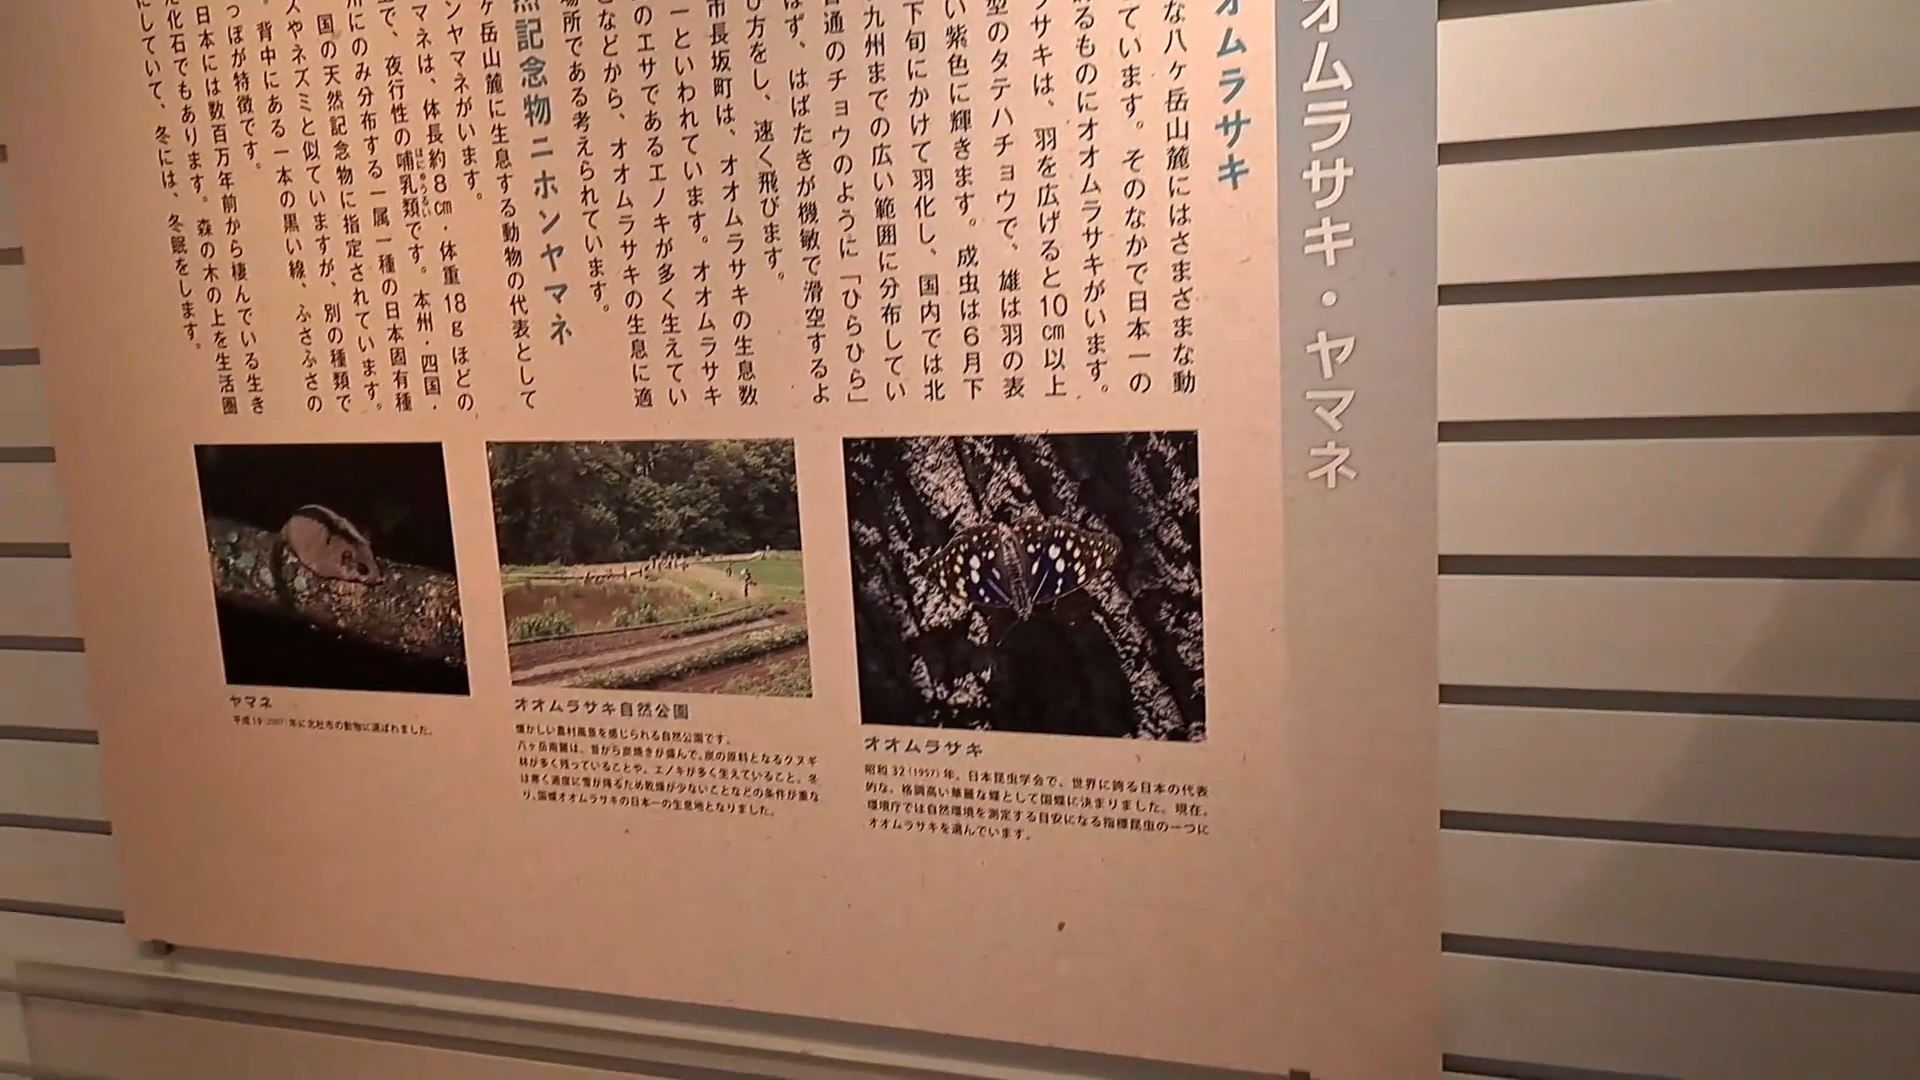 オムラサキ・ヤマネ
オムラサキ
な八ヶ岳山麓にはさまざまな動
ています。そのなかで日本一の
るものにオオムラサキがいます。
ラサキは、羽を広げると10cm以上
型のタテハチョウで、雄は羽の表
い紫色に輝きます。成虫は6月下
下旬にかけて羽化し、国内では北
九州までの広い範囲に分布してい
普通のチョウのように「ひらひら」
はず、はばたきが機敏で滑空するよ
び方をし、速く飛びます。
市長坂町は、オオムラサキの生息数
一といわれています。オオムラサキ
のエサであるエノキが多く生えてい
となどから、オオムラサキの生息に適
場所である考えられています。
然記念物ニホンヤマネ
ヶ岳山麓に生息する動物の代表として
ンヤマネがいます。
マネは、体長約8cm・体重18gほどの
で、夜行性の哺乳類です。本州・四国・
ほにゅうるい
州にのみ分布する一属一種の日本固有種
国の天然記念物に指定されています。
スやネズミと似ていますが、別の種類で
。背中にある一本の黒い線、ふさふさの
っぽが特徴です。
日本には数百万年前から棲んでいる生き
た化石でもあります。森の木の上を生活圏
にしていて、冬には、冬眠をします。
オオムラサキ
昭和32(1957)年、日本昆虫学会で、世界に誇る日本の代表
的な、格調高い華麗な蝶として国蝶に決まりました。現在、
環境庁では自然環境を測定する目安になる指標昆虫の一つに
オオムラサキを選んでいます。
オオムラサキ自然公園
懐かしい農村風景を感じられる自然公園です。
八ヶ岳南麓は、昔から炭焼きが盛んで、炭の原料となるクヌギ
林が多く残っていることや、エノキが多く生えていること、冬
は寒く適度に雪が降るため乾燥が少ないことなどの条件が重な
り、国蝶オオムラサキの日本一の生息地となりました。
ヤマネ
平成19(2007)年に北杜市の動物に選ばれました。